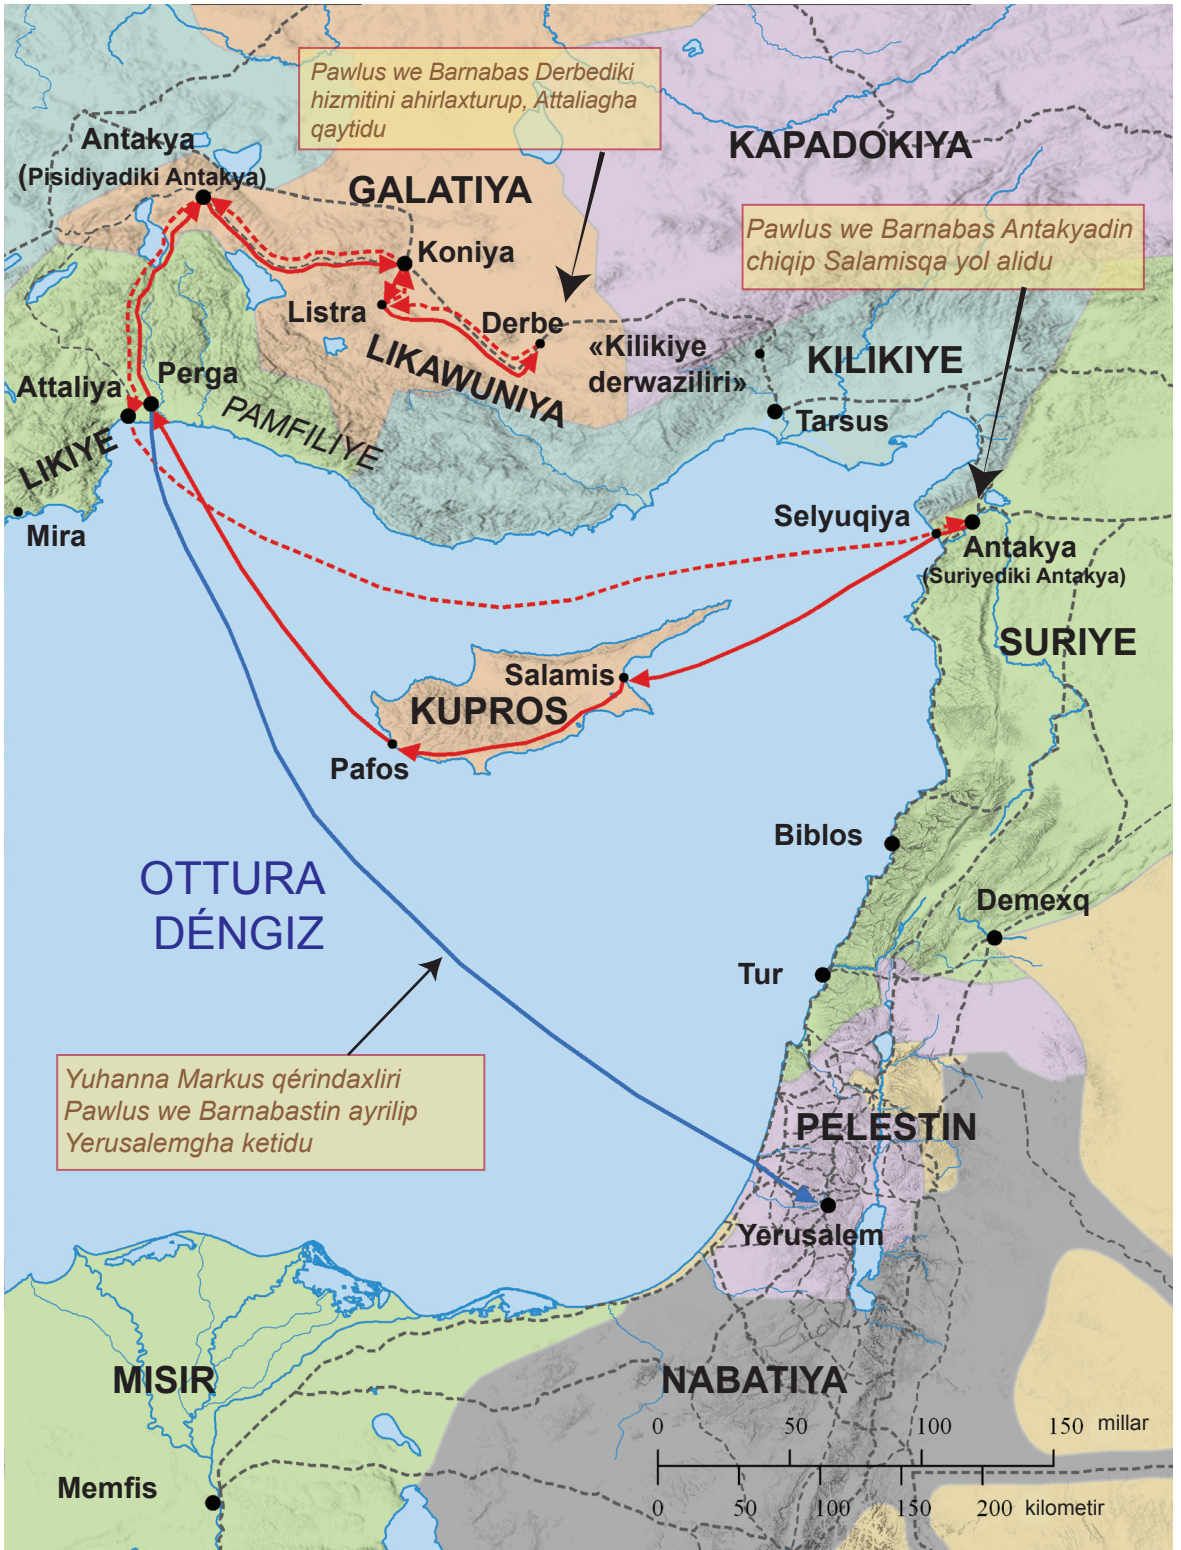 Pawlus we Barnabas Derbediki
hizmitini ahirlaxturup, Attaliagha
qaytidu
Antakya
(Pisidiyadiki Antakya)
GALATIYA
KAPADOKIYA
Pawlus we Barnabas Antakyadin
chiqip Salamisqa yol alidu
Koniya
Listra
Derbe
LIKAWUNIYA
«Kilikiye
derwaziliri»
KILIKIYE
Tarsus
Attaliya
Perga
PAMFILIYE
LIKIYE
Mira
Selyuqiya
Antakya
(Suriyediki Antakya)
SURIYE
Salamis
KUPROS
Pafos
Biblos
OTTURA
DÉNGIZ
Demexq
Tur
Yuhanna Markus qérindaxliri
Pawlus we Barnabastin ayrilip
Yerusalemgha ketidu
PELESTIN
Yerusalem
MISIR
NABATIYA
Memfis
0 50 100 150 millar
0 50 100 150 200 kilometir